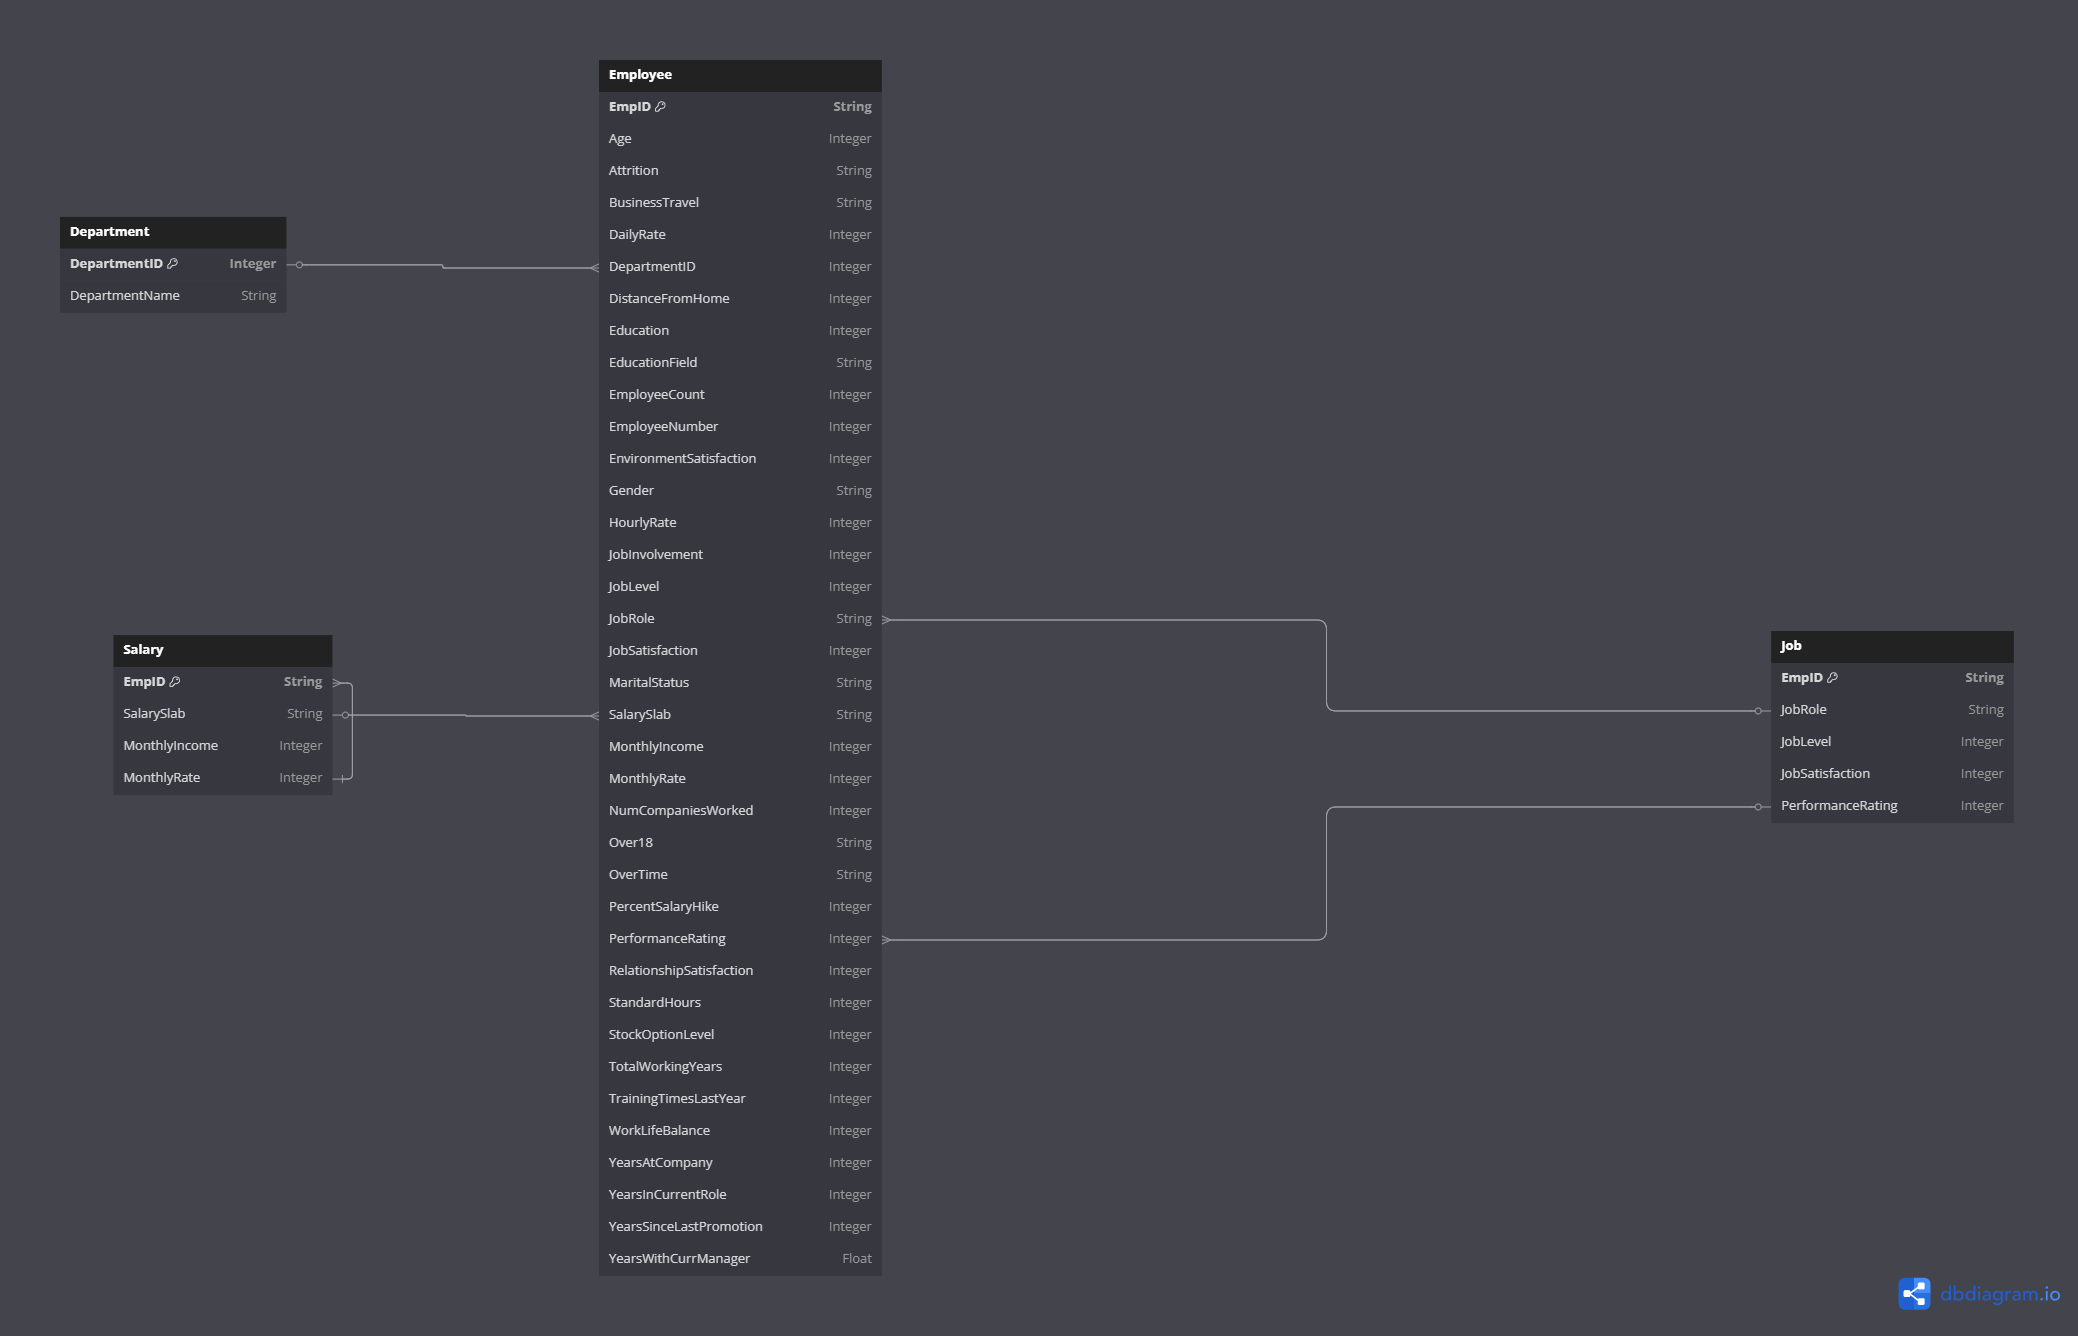 Employee
EmpID String
Age Integer
Attrition String
BusinessTravel String
DailyRate Integer
DepartmentID Integer
DistanceFromHome Integer
Education Integer
EducationField String
EmployeeCount Integer
EmployeeNumber Integer
EnvironmentSatisfaction Integer
Gender String
HourlyRate Integer
JobInvolvement Integer
JobLevel Integer
JobRole String
JobSatisfaction Integer
MaritalStatus String
SalarySlab String
MonthlyIncome Integer
MonthlyRate Integer
NumCompaniesWorked Integer
Over18 String
OverTime String
PercentSalaryHike Integer
PerformanceRating Integer
RelationshipSatisfaction Integer
StandardHours Integer
StockOptionLevel Integer
TotalWorkingYears Integer
TrainingTimesLastYear Integer
WorkLifeBalance Integer
YearsAtCompany Integer
YearsInCurrentRole Integer
YearsSinceLastPromotion Integer
YearsWithCurrManager Float
Department
DepartmentID Integer
DepartmentName String
Salary
EmpID String
SalarySlab String
MonthlyIncome Integer
MonthlyRate Integer
Job
EmpID String
JobRole String
JobLevel Integer
JobSatisfaction Integer
PerformanceRating Integer
dbdiagram.io